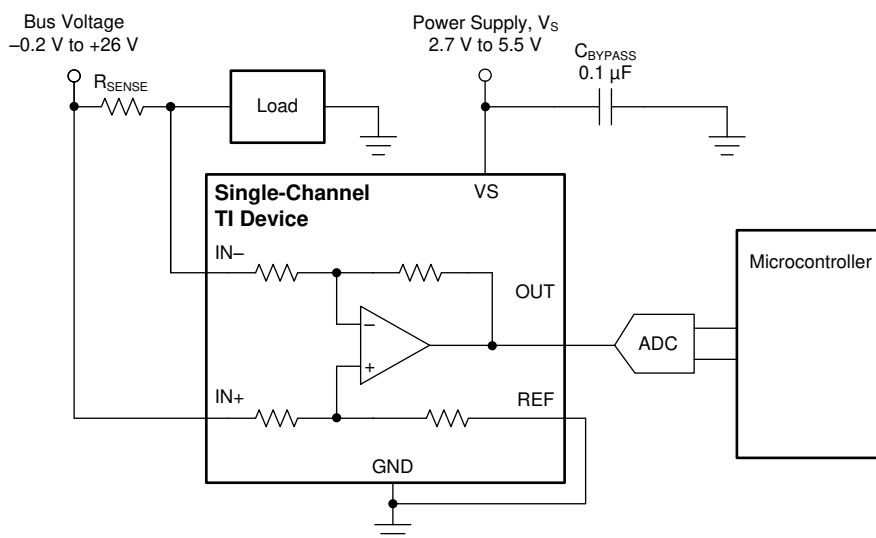 Bus Voltage
–0.2 V to +26 V
Power Supply, VS
2.7 V to 5.5 V
CBYPASS
0.1 µF
RSENSE
Load
VS
Single-Channel
TI Device
IN–
OUT
Microcontroller
–
+
ADC
IN+
REF
GND